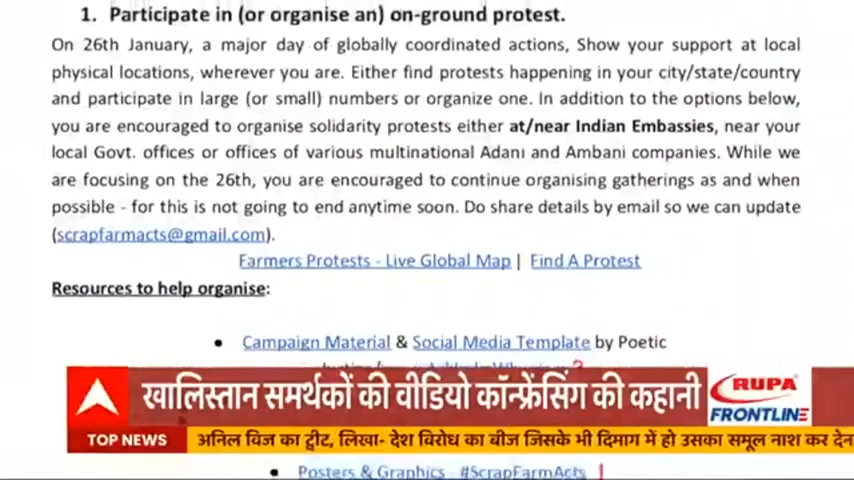 1. Participate in (or organise an) on-ground protest.
On 26th January, a major day of globally coordinated actions, Show your support at local
physical locations, wherever you are. Either find protests happening in your city/state/country
and participate in large (or small) numbers or organize one. In addition to the options below,
you are encouraged to organise solidarity protests either at/near Indian Embassies, near your
local Govt. offices or offices of various multinational Adani and Ambani companies. While we
are focusing on the 26th, you are encouraged to continue organising gatherings as and when
possible - for this is not going to end anytime soon. Do share details by email so we can update
(scrapfarmacts@gmail.com).
Farmers Protests - Live Global Map | Find A Protest
Resources to help organise:
• Campaign Material & Social Media Template by Poetic
खालिस्तान समर्थकों की वीडियो कॉन्फ्रेंसिंग की कहानी
RUPA
FRONTLINE
TOP NEWS
अनिल विज का ट्वीट, लिखा- देश विरोध का बीज जिसके भी दिमाग में हो उसका समूल नाश कर देन
• Posters & Graphics - #ScrapFarmActs